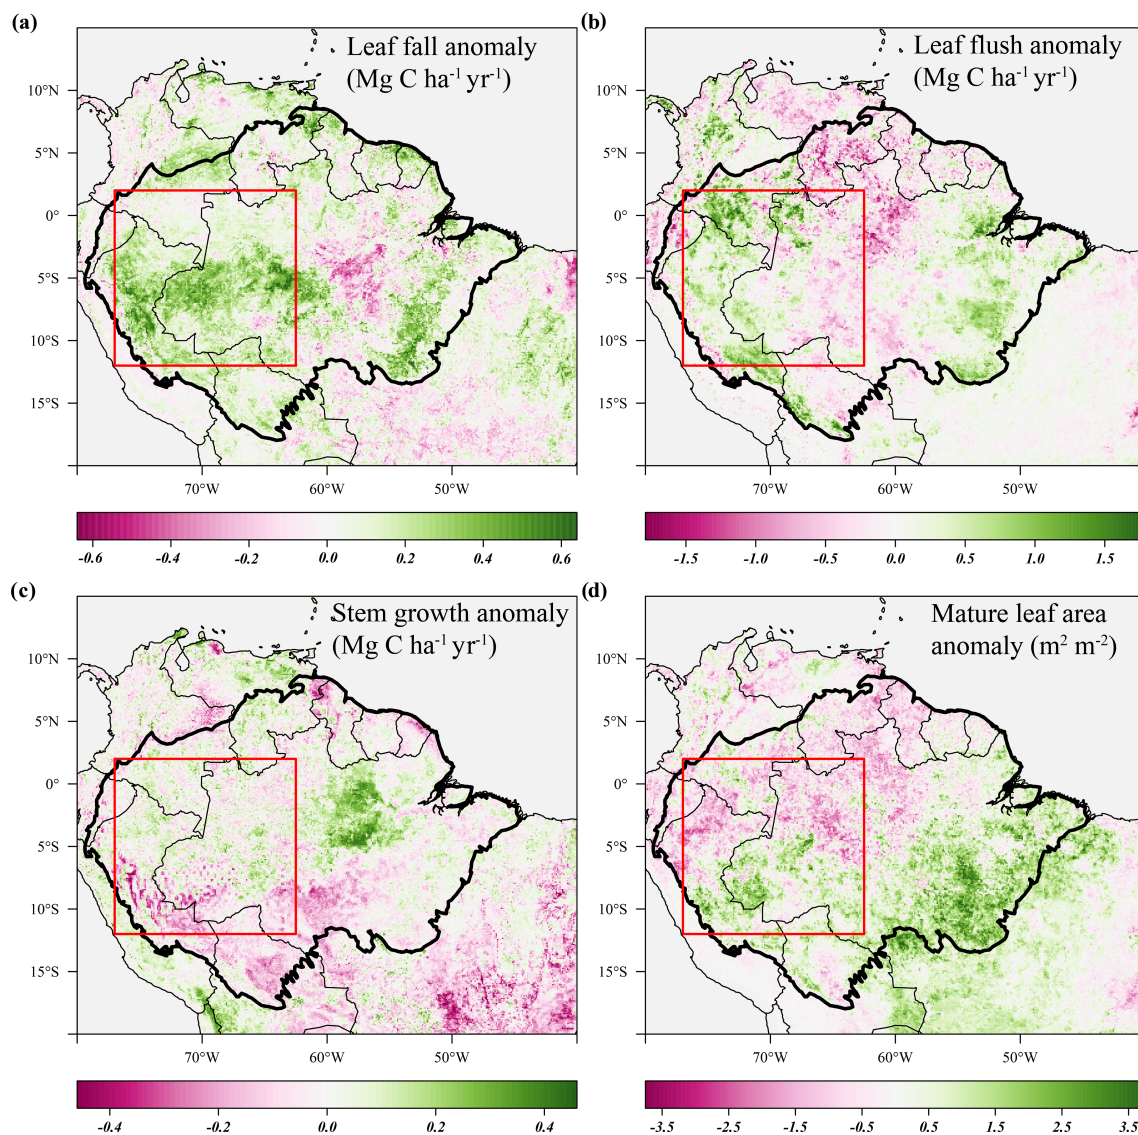 (a)
Leaf fall anomaly
(Mg C ha⁻¹ yr⁻¹)
10°N
5°N
0°
5°S
10°S
15°S
70°W 60°W 50°W
-0.6 -0.4 -0.2 0.0 0.2 0.4 0.6
(b)
Leaf flush anomaly
(Mg C ha⁻¹ yr⁻¹)
10°N
5°N
0°
5°S
10°S
15°S
70°W 60°W 50°W
-1.5 -1.0 -0.5 0.0 0.5 1.0 1.5
(c)
Stem growth anomaly
(Mg C ha⁻¹ yr⁻¹)
10°N
5°N
0°
5°S
10°S
15°S
70°W 60°W 50°W
-0.4 -0.2 0.0 0.2 0.4
(d)
Mature leaf area
anomaly (m² m⁻²)
10°N
5°N
0°
5°S
10°S
15°S
70°W 60°W 50°W
-3.5 -2.5 -1.5 -0.5 0.5 1.5 2.5 3.5